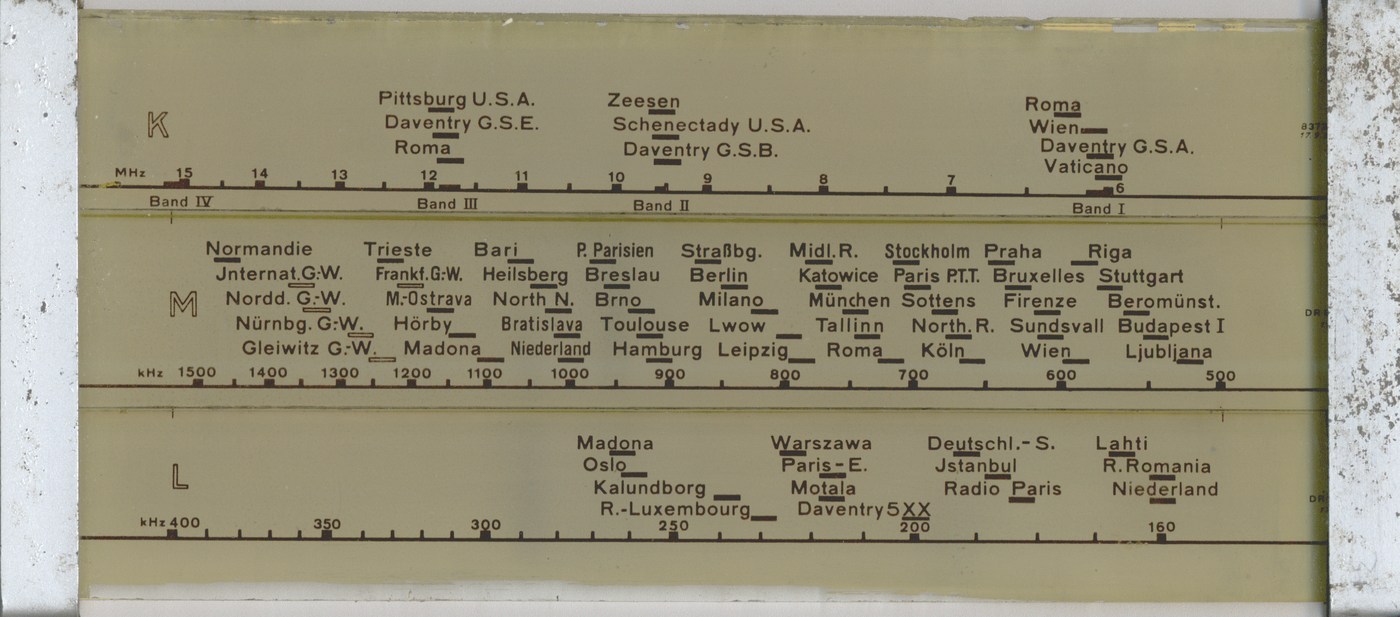 Pittsburg U.S.A. Zeesen Roma
K Daventry G.S.E. Schenectady U.S.A. Wien
Roma Daventry G.S.B. Daventry G.S.A.
Vaticano
MHz 15 14 13 12 11 10 9 8 7 6
Band IV Band III Band II Band I
Normandie Trieste Bari P. Parisien Straßbg. Midl.R. Stockholm Praha Riga
Jnternat.G.-W. Frankf.G.-W. Heilsberg Breslau Berlin Katowice Paris P.T.T. Bruxelles Stuttgart
M Nordd. G.-W. M.-Ostrava North N. Brno Milano München Sottens Firenze Beromünst.
Nürnbg. G.-W. Hörby Bratislava Toulouse Lwow Tallinn North.R. Sundsvall Budapest I
Gleiwitz G.-W. Madona Niederland Hamburg Leipzig Roma Köln Wien Ljubljana
kHz 1500 1400 1300 1200 1100 1000 900 800 700 600 500
Madona Warszawa Deutschl.-S. Lahti
Oslo Paris-E. Jstanbul R.Romania
L Kalundborg Motala Radio Paris Niederland
R.-Luxembourg Daventry 5XX
kHz 400 350 300 250 200 160